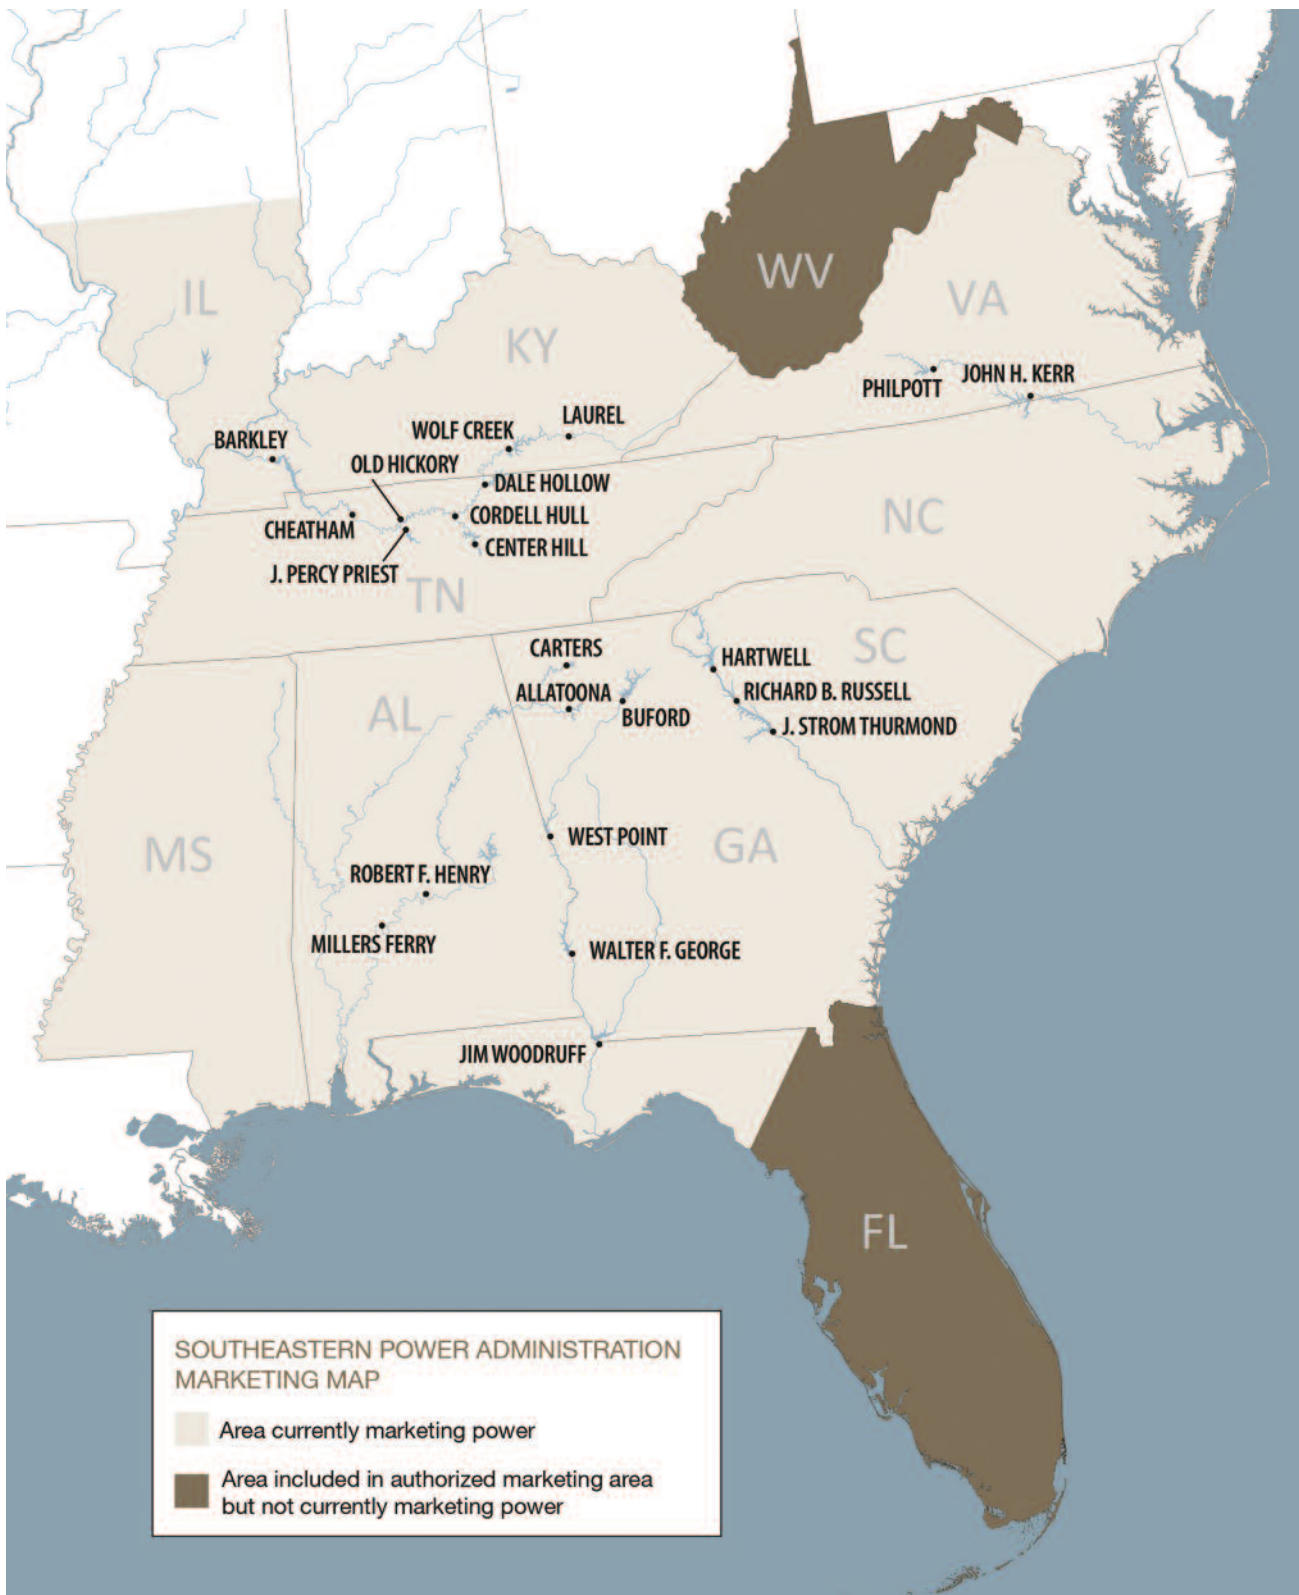 WV
IL
VA
KY
JOHN H. KERR
PHILPOTT
LAUREL
WOLF CREEK
BARKLEY
OLD HICKORY
DALE HOLLOW
CORDELL HULL
NC
CHEATHAM
CENTER HILL
J. PERCY PRIEST
TN
CARTERS
SC
HARTWELL
ALLATOONA
RICHARD B. RUSSELL
AL
BUFORD
J. STROM THURMOND
WEST POINT
GA
MS
ROBERT F. HENRY
MILLERS FERRY
WALTER F. GEORGE
JIM WOODRUFF
FL
SOUTHEASTERN POWER ADMINISTRATION
MARKETING MAP
Area currently marketing power
Area included in authorized marketing area
but not currently marketing power